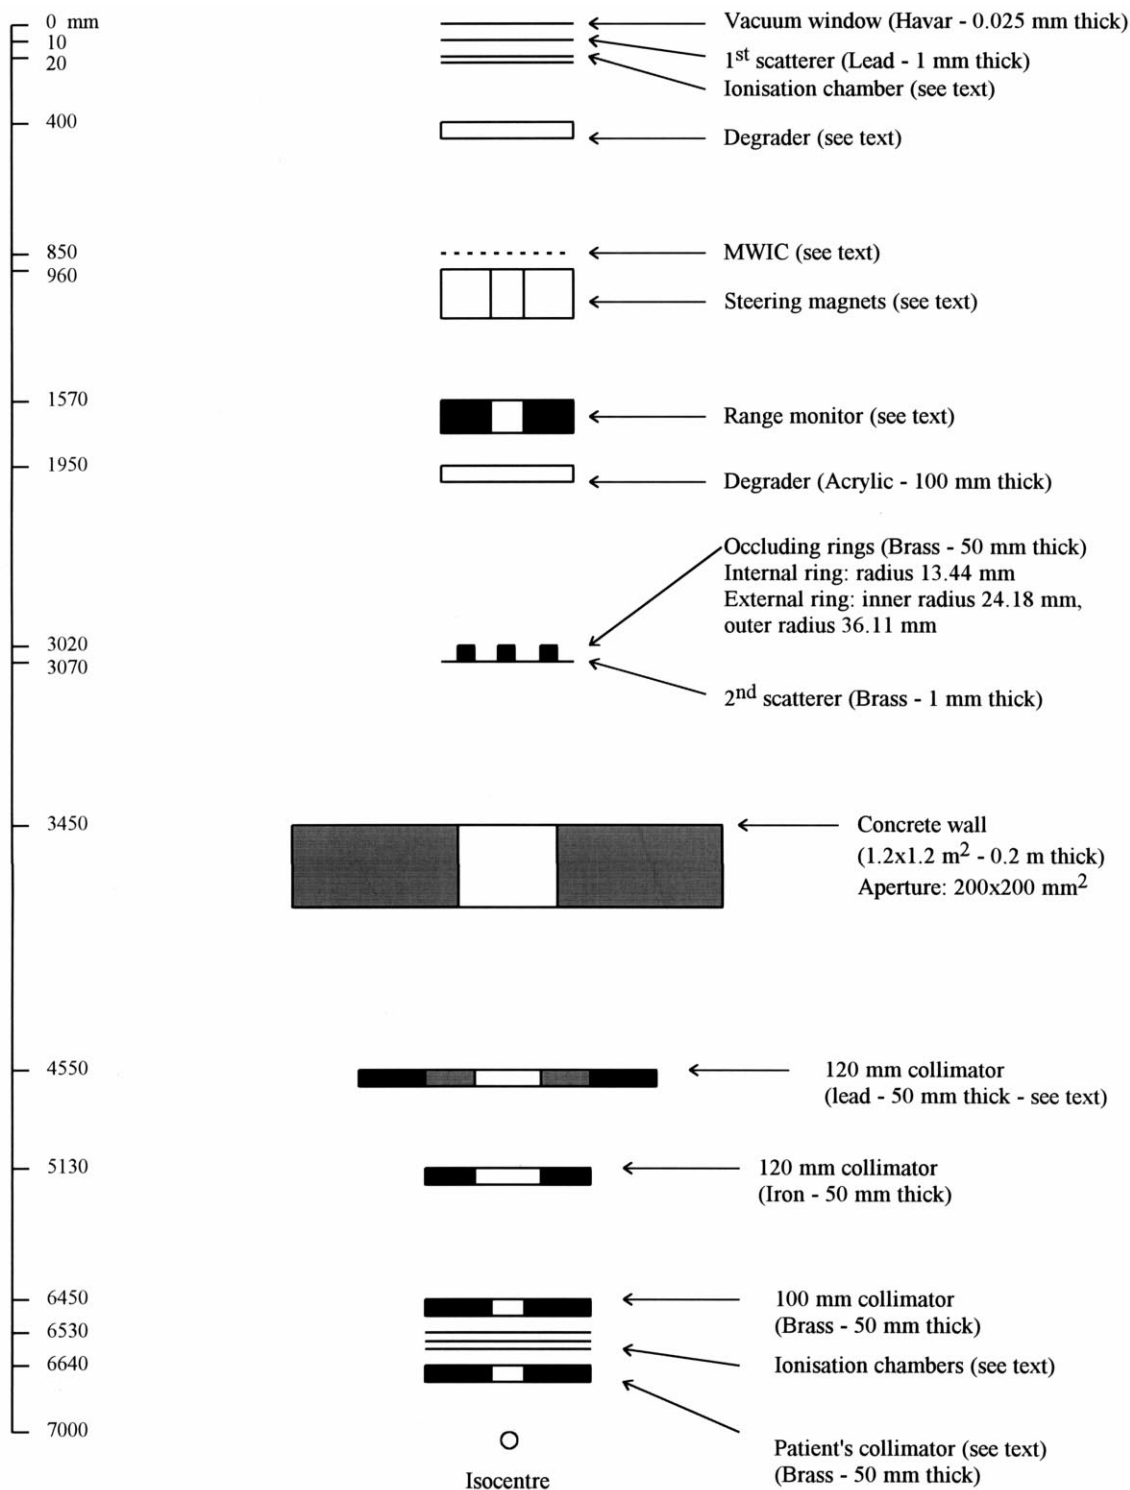 0 mm
Vacuum window (Havar - 0.025 mm thick)
10
1st scatterer (Lead - 1 mm thick)
20
Ionisation chamber (see text)
400
Degrader (see text)
850
MWIC (see text)
960
Steering magnets (see text)
1570
Range monitor (see text)
1950
Degrader (Acrylic - 100 mm thick)
Occluding rings (Brass - 50 mm thick)
Internal ring: radius 13.44 mm
External ring: inner radius 24.18 mm,
outer radius 36.11 mm
3020
3070
2nd scatterer (Brass - 1 mm thick)
3450
Concrete wall
(1.2x1.2 m2 - 0.2 m thick)
Aperture: 200x200 mm2
4550
120 mm collimator
(lead - 50 mm thick - see text)
5130
120 mm collimator
(Iron - 50 mm thick)
6450
100 mm collimator
(Brass - 50 mm thick)
6530
6640
Ionisation chambers (see text)
7000
Patient's collimator (see text)
(Brass - 50 mm thick)
Isocentre